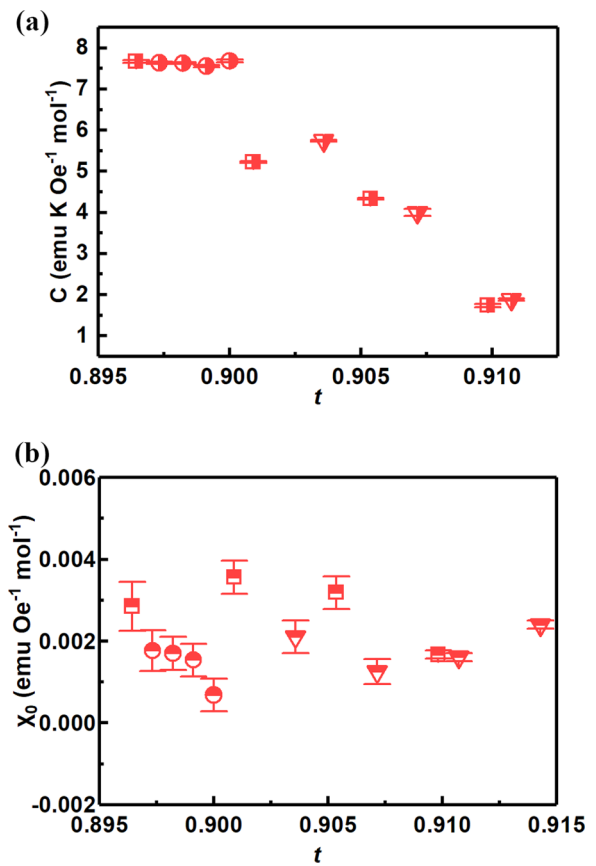 (a)
8
7
6
5
4
3
2
1
C (emu K Oe⁻¹ mol⁻¹)
0.895 0.900 0.905 0.910
t
(b)
0.006
0.004
0.002
0.000
-0.002
X₀ (emu Oe⁻¹ mol⁻¹)
0.895 0.900 0.905 0.910 0.915
t